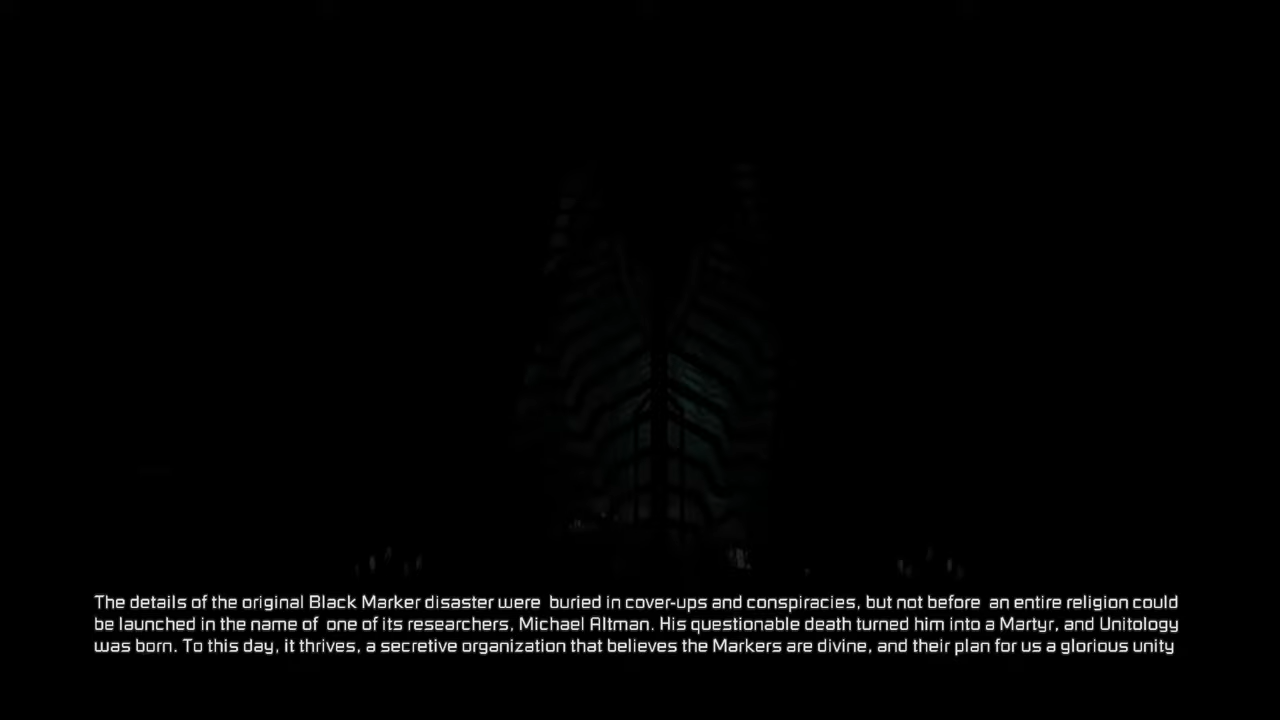 The details of the original Black Marker disaster were  buried in cover-ups and conspiracies, but not before  an entire religion could
be launched in the name of  one of its researchers, Michael Altman. His questionable death turned him into a Martyr, and Unitology
was born. To this day, it thrives, a secretive organization that believes the Markers are divine, and their plan for us a glorious unity